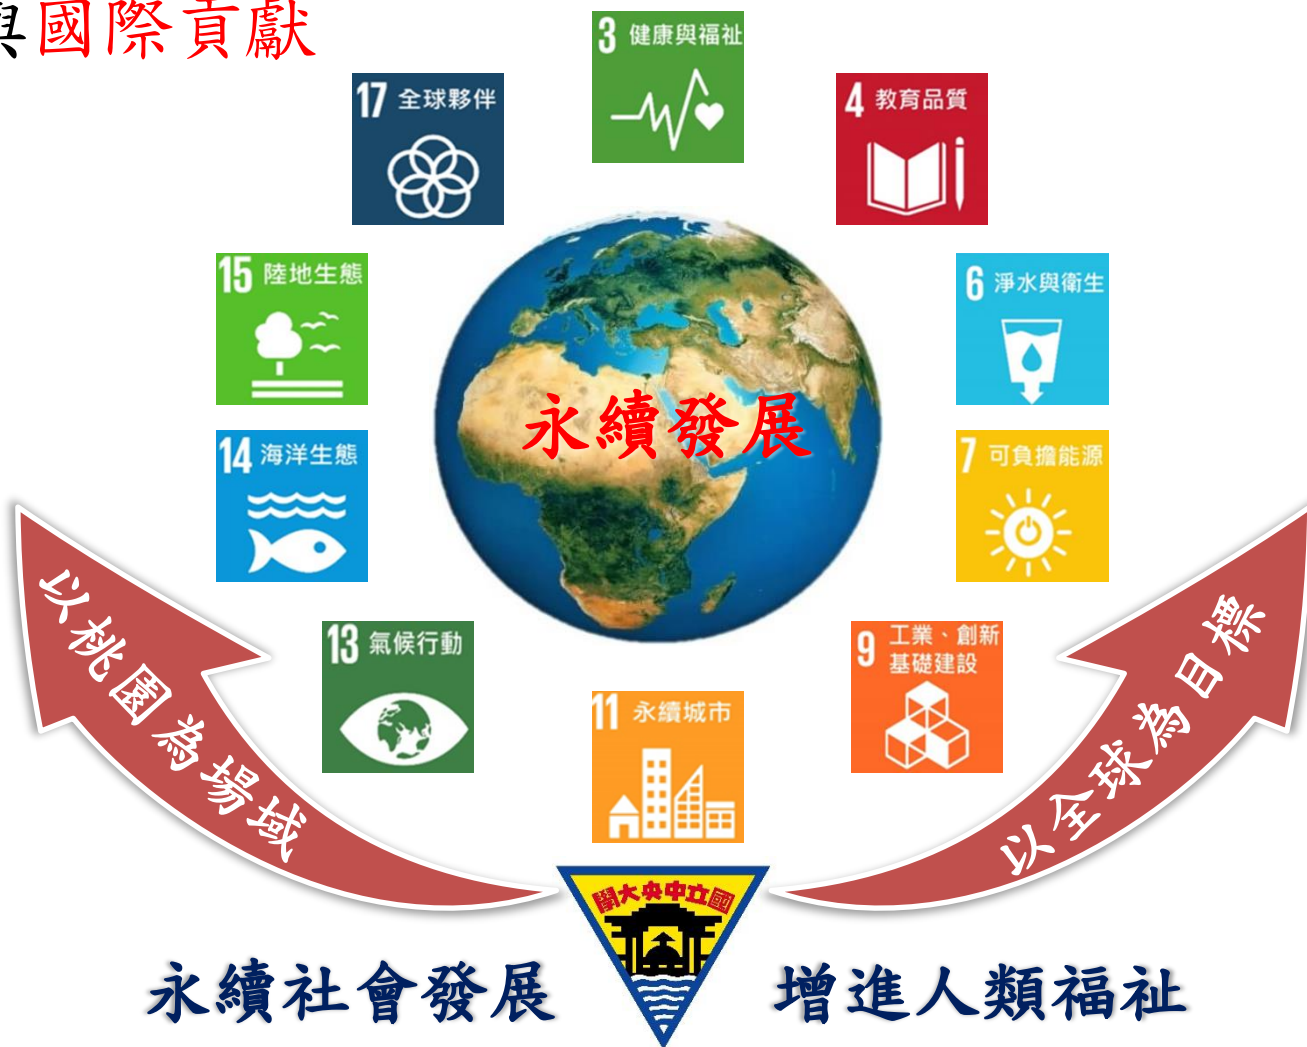 與國際貢獻
3 健康與福祉
17 全球夥伴
4 教育品質
15 陸地生態
6 淨水與衛生
永續發展
14 海洋生態
7 可負擔能源
13 氣候行動
9 工業、創新
基礎建設
11 永續城市
以桃園為場域
以全球為目標
學大央中立國
永續社會發展
增進人類福祉